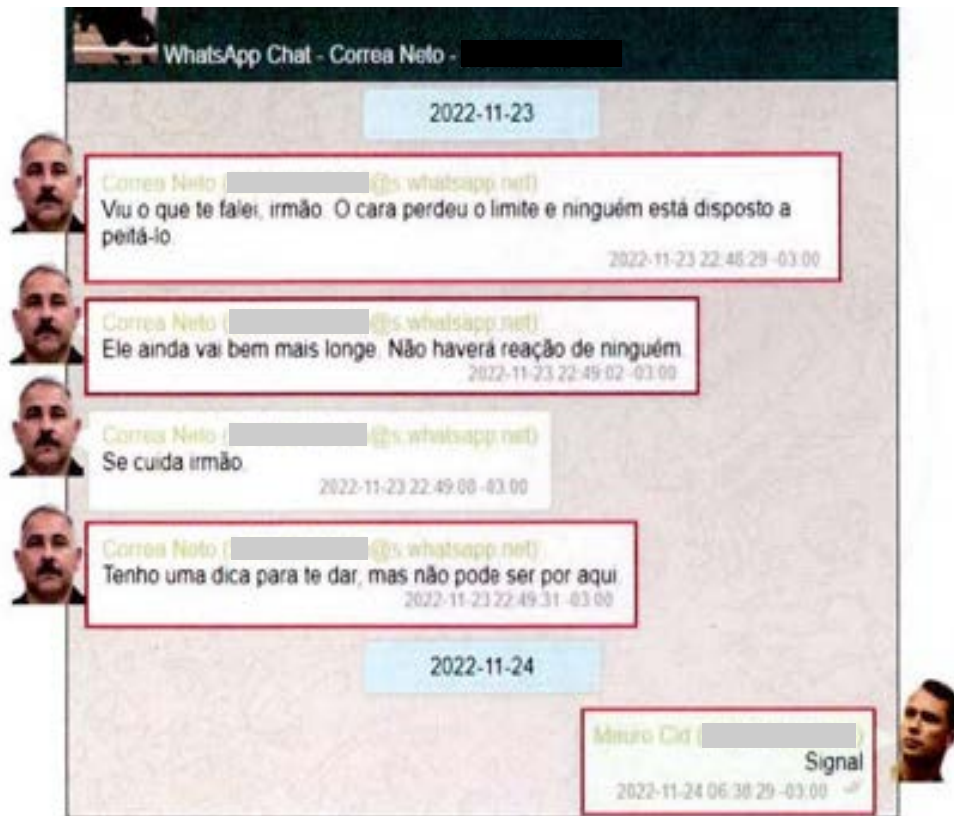 WhatsApp Chat - Correa Neto -
2022-11-23
Correa Neto ( @s.whatsapp.net)
Viu o que te falei, irmão. O cara perdeu o limite e ninguém está disposto a
peitá-lo
2022-11-23 22:48:29 -03:00
Correa Neto ( @s.whatsapp.net)
Ele ainda vai bem mais longe. Não haverá reação de ninguém
2022-11-23 22:49:02 -03:00
Correa Neto ( @s.whatsapp.net)
Se cuida irmão
2022-11-23 22:49:08 -03:00
Correa Neto ( @s.whatsapp.net)
Tenho uma dica para te dar, mas não pode ser por aqui
2022-11-23 22:49:31 -03:00
2022-11-24
Mauro Cid ( )
Signal
2022-11-24 06:38:29 -03:00